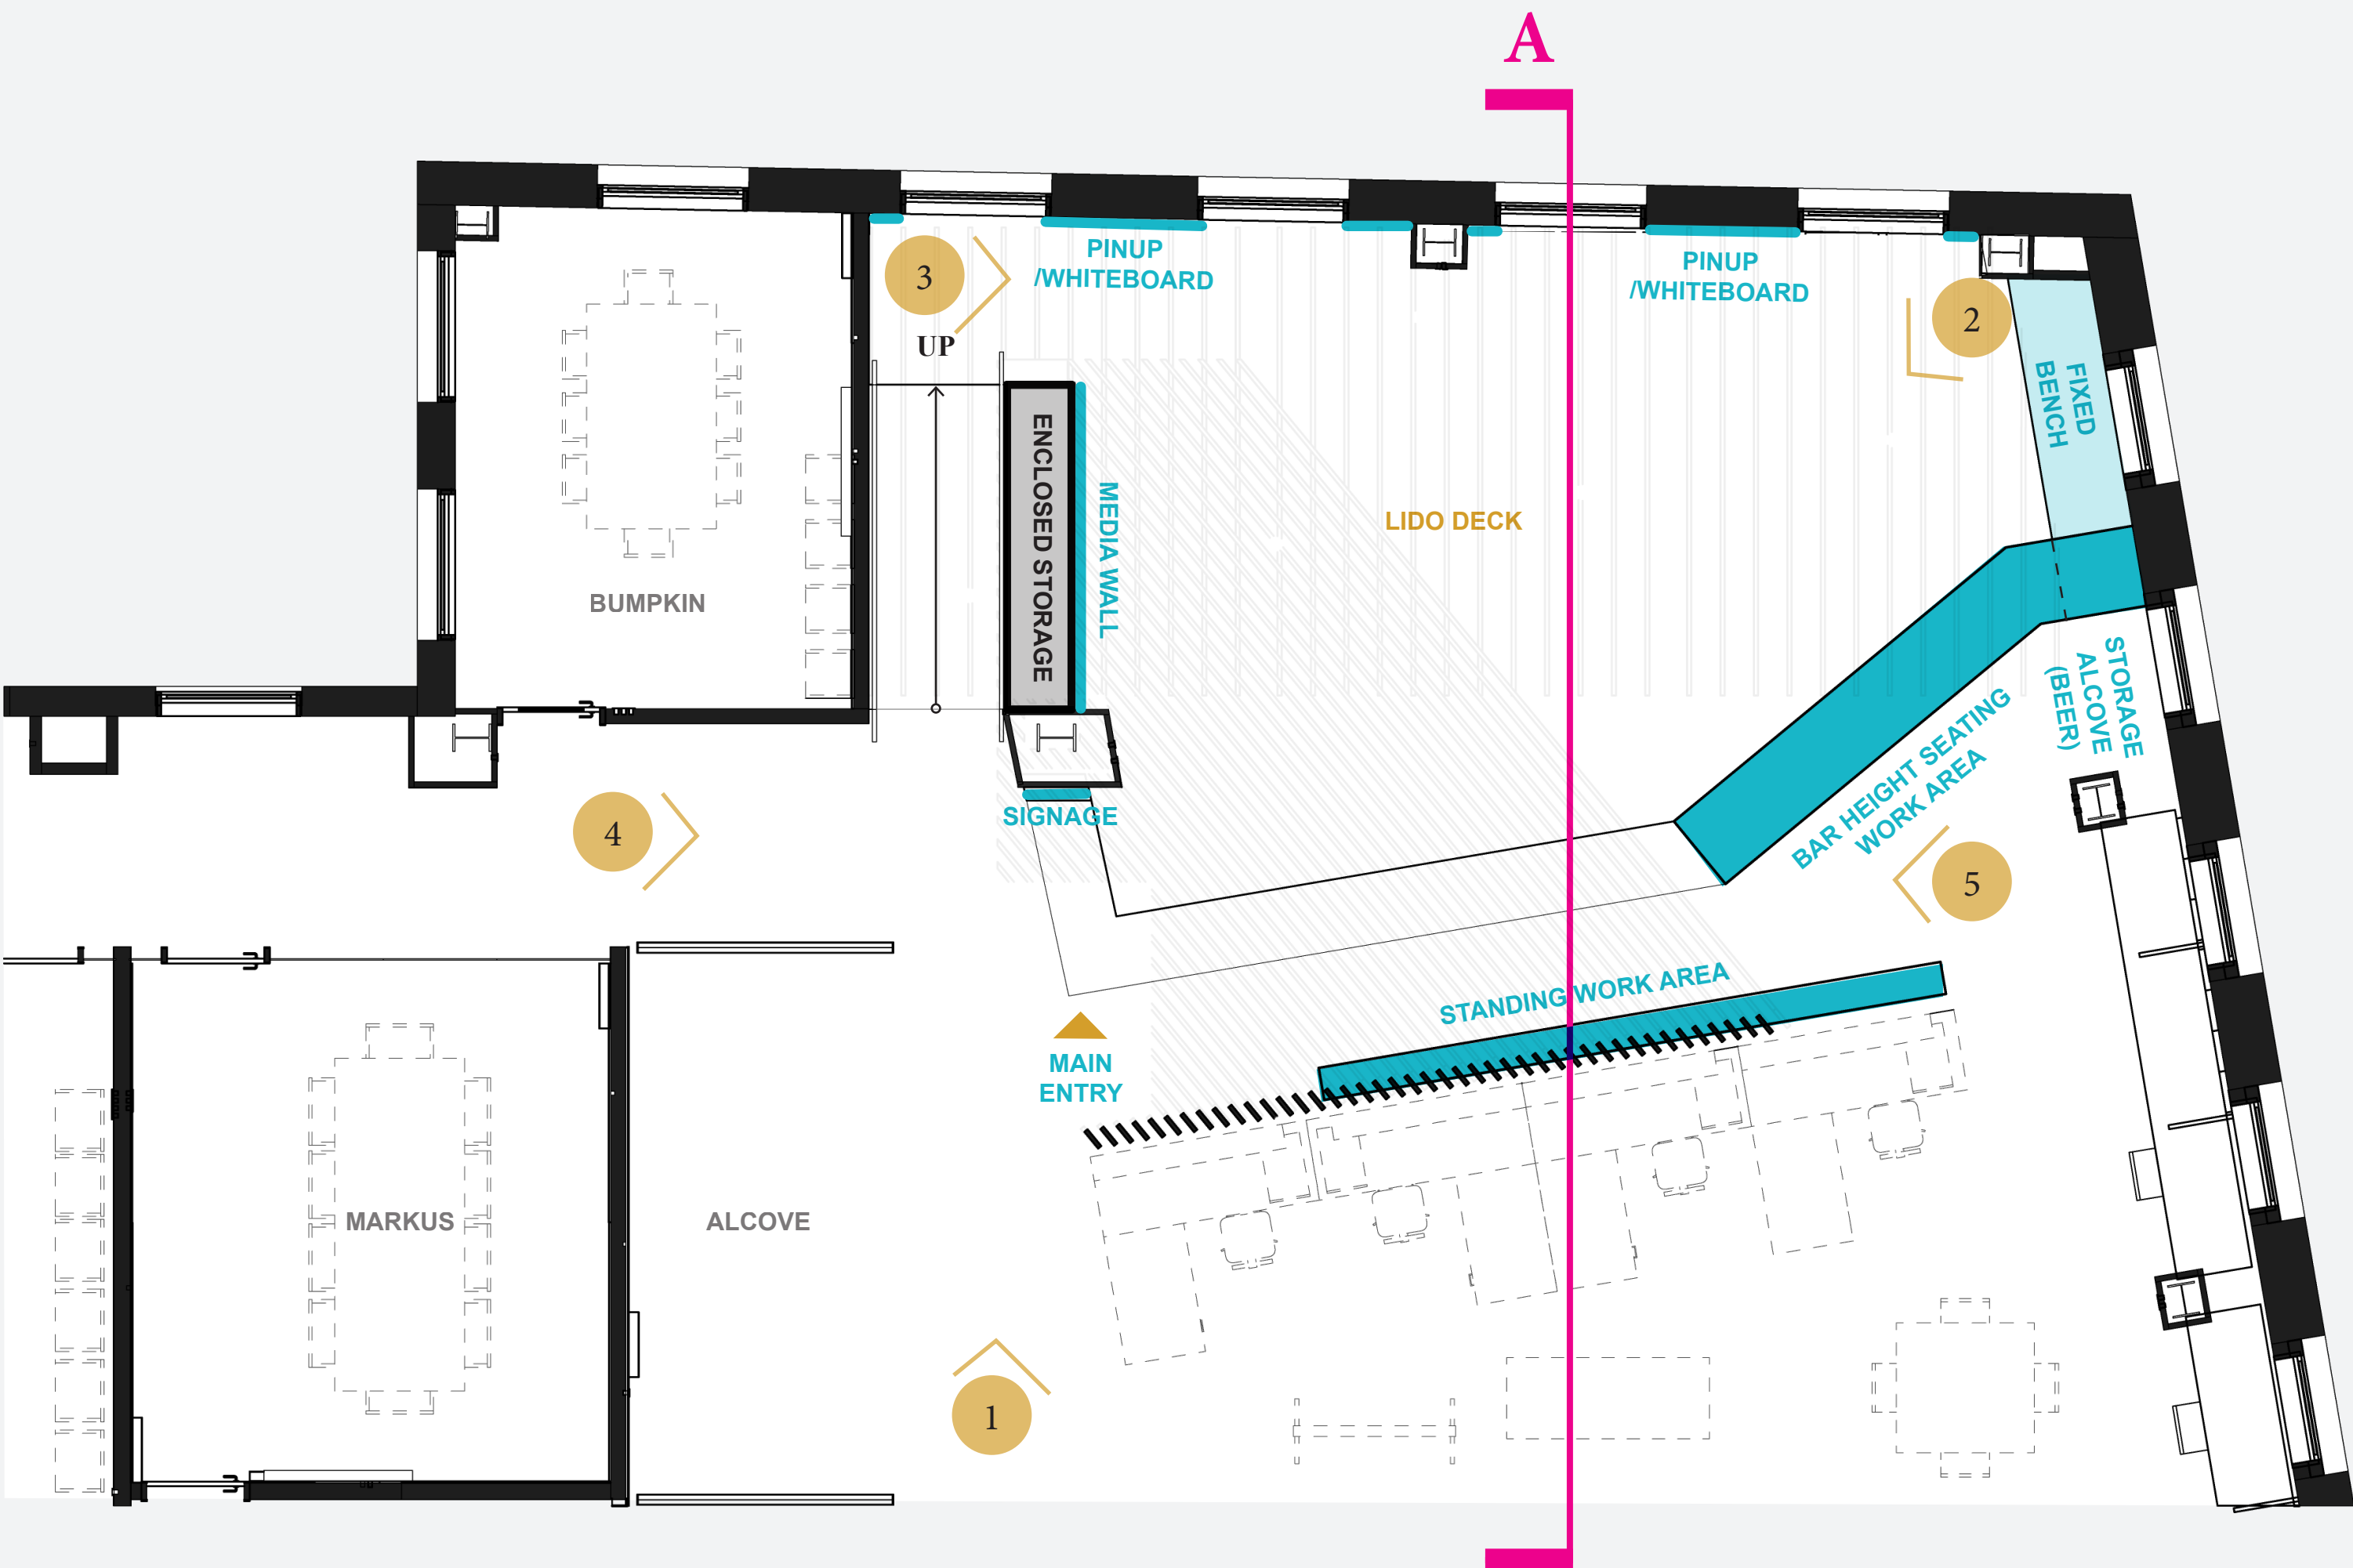 A
3
PINUP
/WHITEBOARD
PINUP
/WHITEBOARD
2
UP
FIXED
BENCH
ENCLOSED STORAGE
MEDIA WALL
LIDO DECK
BUMPKIN
STORAGE
ALCOVE
(BEER)
BAR HEIGHT SEATING
WORK AREA
4
SIGNAGE
5
STANDING WORK AREA
MAIN
ENTRY
MARKUS
ALCOVE
1